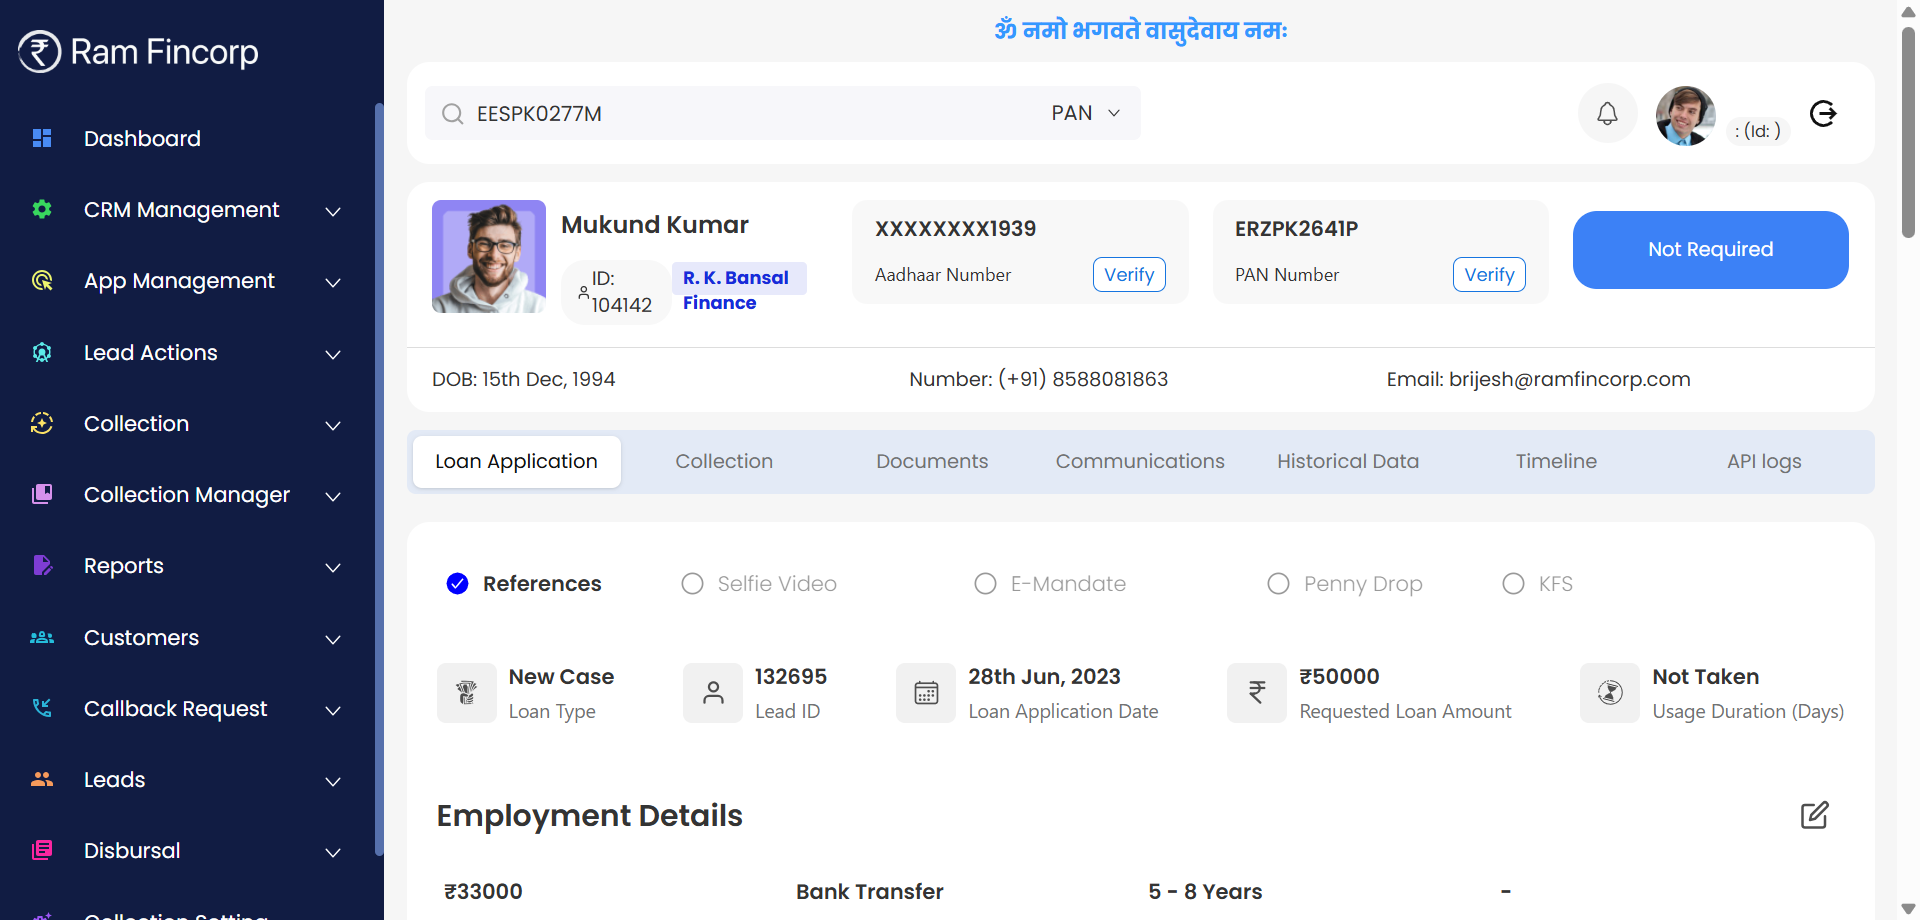 ॐ नमो भगवते वासुदेवाय नमः
Ram Fincorp
Dashboard
CRM Management
App Management
Lead Actions
Collection
Collection Manager
Reports
Customers
Callback Request
Leads
Disbursal
Collection Setting
EESPK0277M
PAN
: (Id: )
Mukund Kumar
ID:
104142
R. K. Bansal
Finance
XXXXXXXX1939
Aadhaar Number
Verify
ERZPK2641P
PAN Number
Verify
Not Required
DOB: 15th Dec, 1994
Number: (+91) 8588081863
Email: brijesh@ramfincorp.com
Loan Application
Collection
Documents
Communications
Historical Data
Timeline
API logs
References
Selfie Video
E-Mandate
Penny Drop
KFS
New Case
Loan Type
132695
Lead ID
28th Jun, 2023
Loan Application Date
₹50000
Requested Loan Amount
Not Taken
Usage Duration (Days)
Employment Details
₹33000
Bank Transfer
5 - 8 Years
-